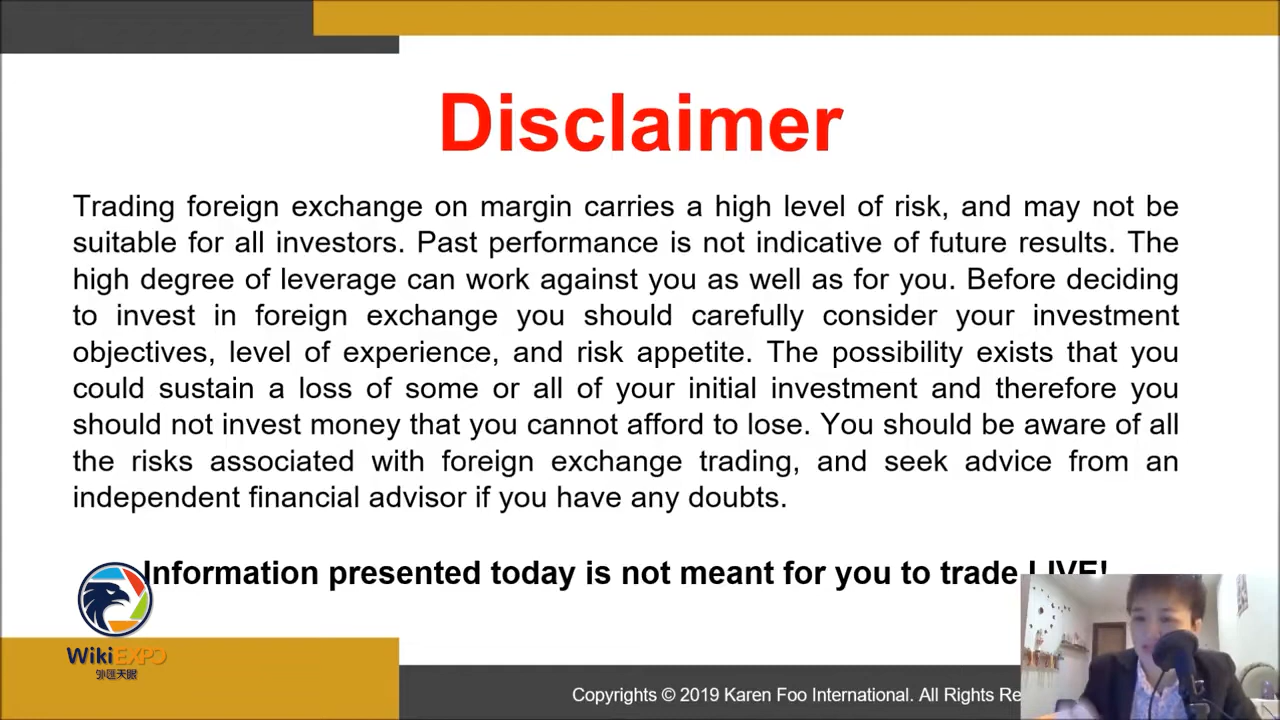 Disclaimer
Trading foreign exchange on margin carries a high level of risk, and may not be
suitable for all investors. Past performance is not indicative of future results. The
high degree of leverage can work against you as well as for you. Before deciding
to invest in foreign exchange you should carefully consider your investment
objectives, level of experience, and risk appetite. The possibility exists that you
could sustain a loss of some or all of your initial investment and therefore you
should not invest money that you cannot afford to lose. You should be aware of all
the risks associated with foreign exchange trading, and seek advice from an
independent financial advisor if you have any doubts.
Information presented today is not meant for you to trade LIVE!
WikiEXPO
外匯天眼
Copyrights © 2019 Karen Foo International. All Rights